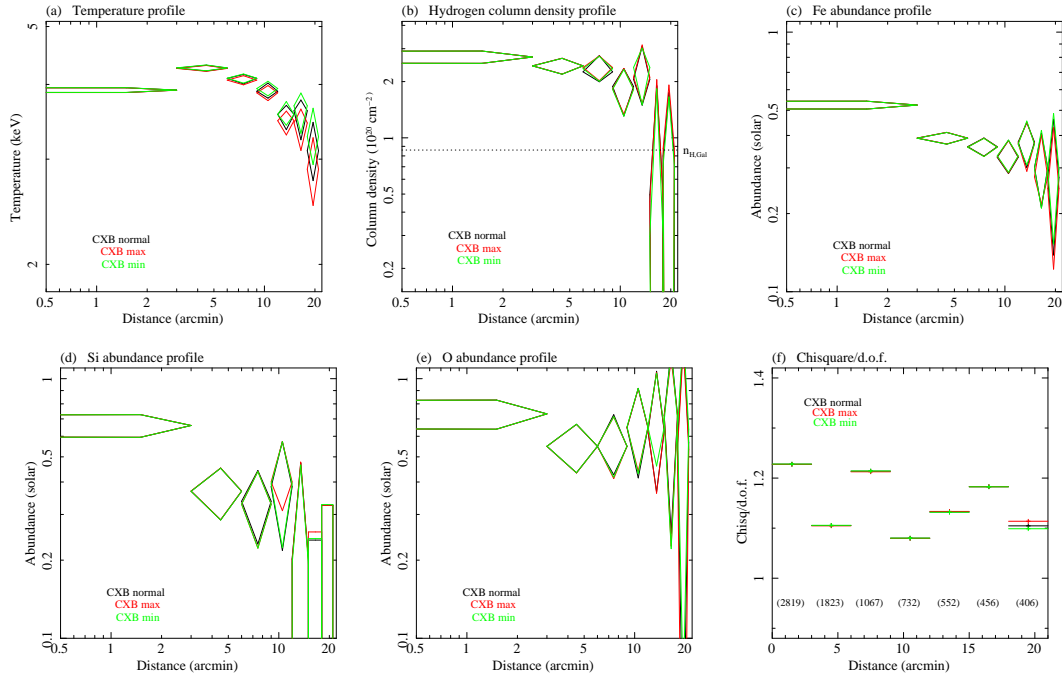 (a) Temperature profile
Temperature (keV)
5
2
CXB normal
CXB max
CXB min
0.5 1 2 5 10 20
Distance (arcmin)
(b) Hydrogen column density profile
Column density (10²⁰ cm⁻²)
2
1
0.5
0.2
n_H,Gal
CXB normal
CXB max
CXB min
0.5 1 2 5 10 20
Distance (arcmin)
(c) Fe abundance profile
Abundance (solar)
1
0.5
0.2
0.1
CXB normal
CXB max
CXB min
0.5 1 2 5 10 20
Distance (arcmin)
(d) Si abundance profile
Abundance (solar)
1
0.5
0.2
0.1
CXB normal
CXB max
CXB min
0.5 1 2 5 10 20
Distance (arcmin)
(e) O abundance profile
Abundance (solar)
1
0.5
0.2
0.1
CXB normal
CXB max
CXB min
0.5 1 2 5 10 20
Distance (arcmin)
(f) Chisquare/d.o.f.
Chisq/d.o.f.
1.4
1.2
1
CXB normal
CXB max
CXB min
(2819) (1823) (1067) (732) (552) (456) (406)
0 5 10 15 20
Distance (arcmin)